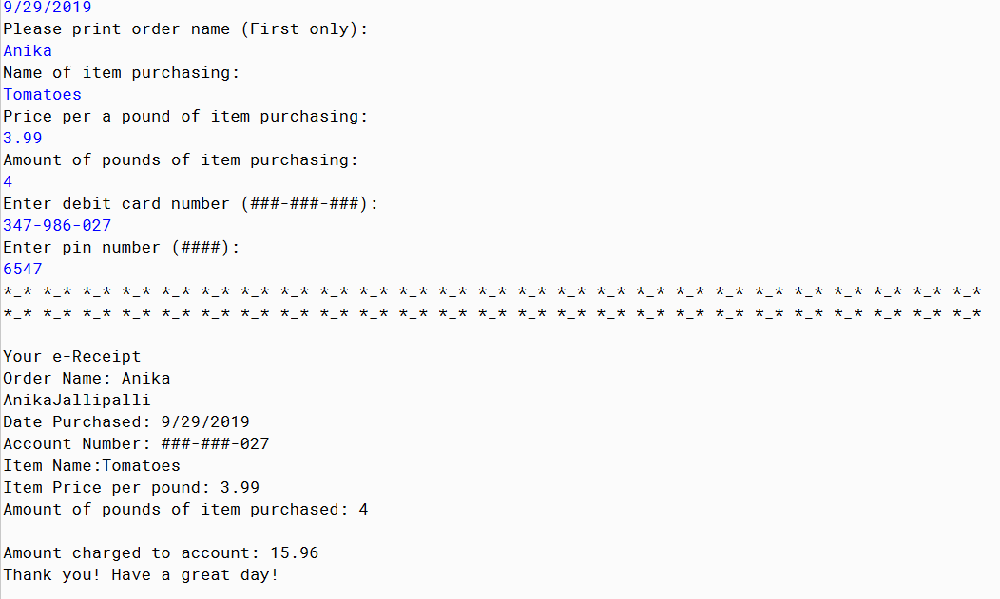 9/29/2019
Please print order name (First only):
Anika
Name of item purchasing:
Tomatoes
Price per a pound of item purchasing:
3.99
Amount of pounds of item purchasing:
4
Enter debit card number (###-###-###):
347-986-027
Enter pin number (####):
6547
*_* *_* *_* *_* *_* *_* *_* *_* *_* *_* *_* *_* *_* *_* *_* *_* *_* *_* *_* *_* *_* *_* *_* *_* *_*
*_* *_* *_* *_* *_* *_* *_* *_* *_* *_* *_* *_* *_* *_* *_* *_* *_* *_* *_* *_* *_* *_* *_* *_* *_*
Your e-Receipt
Order Name: Anika
AnikaJallipalli
Date Purchased: 9/29/2019
Account Number: ###-###-027
Item Name:Tomatoes
Item Price per pound: 3.99
Amount of pounds of item purchased: 4
Amount charged to account: 15.96
Thank you! Have a great day!